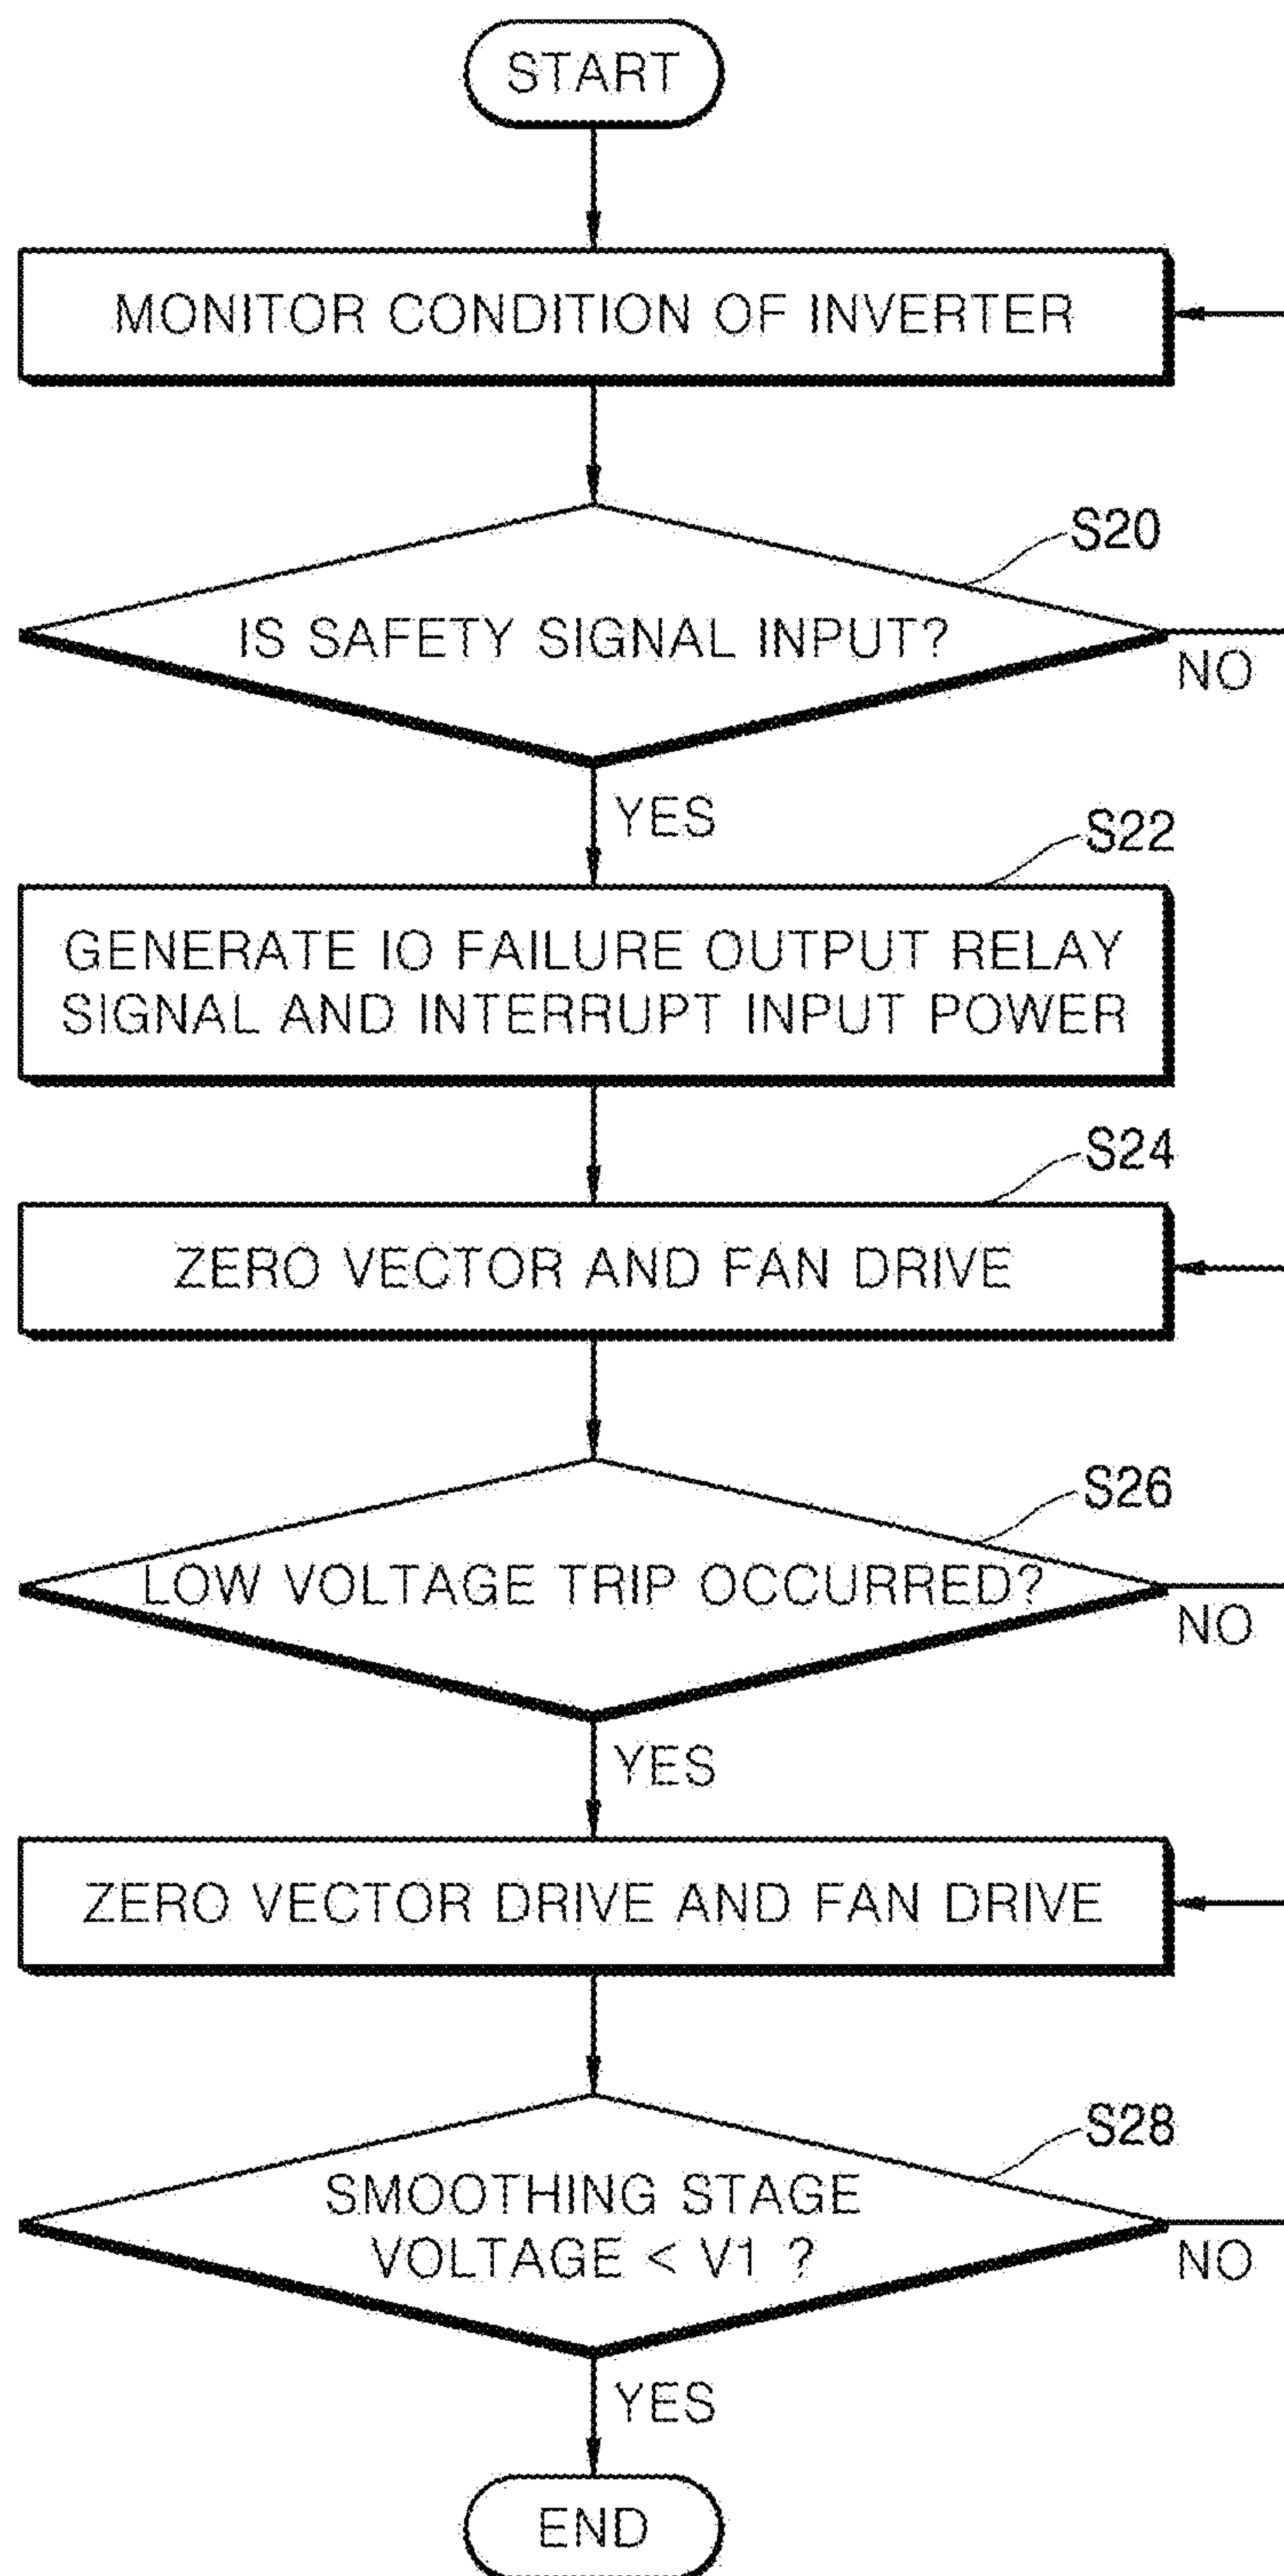 START
MONITOR CONDITION OF INVERTER
S20
IS SAFETY SIGNAL INPUT?
NO
YES
S22
GENERATE IO FAILURE OUTPUT RELAY
SIGNAL AND INTERRUPT INPUT POWER
S24
ZERO VECTOR AND FAN DRIVE
S26
LOW VOLTAGE TRIP OCCURRED?
NO
YES
ZERO VECTOR DRIVE AND FAN DRIVE
S28
SMOOTHING STAGE
VOLTAGE < V1 ?
NO
YES
END